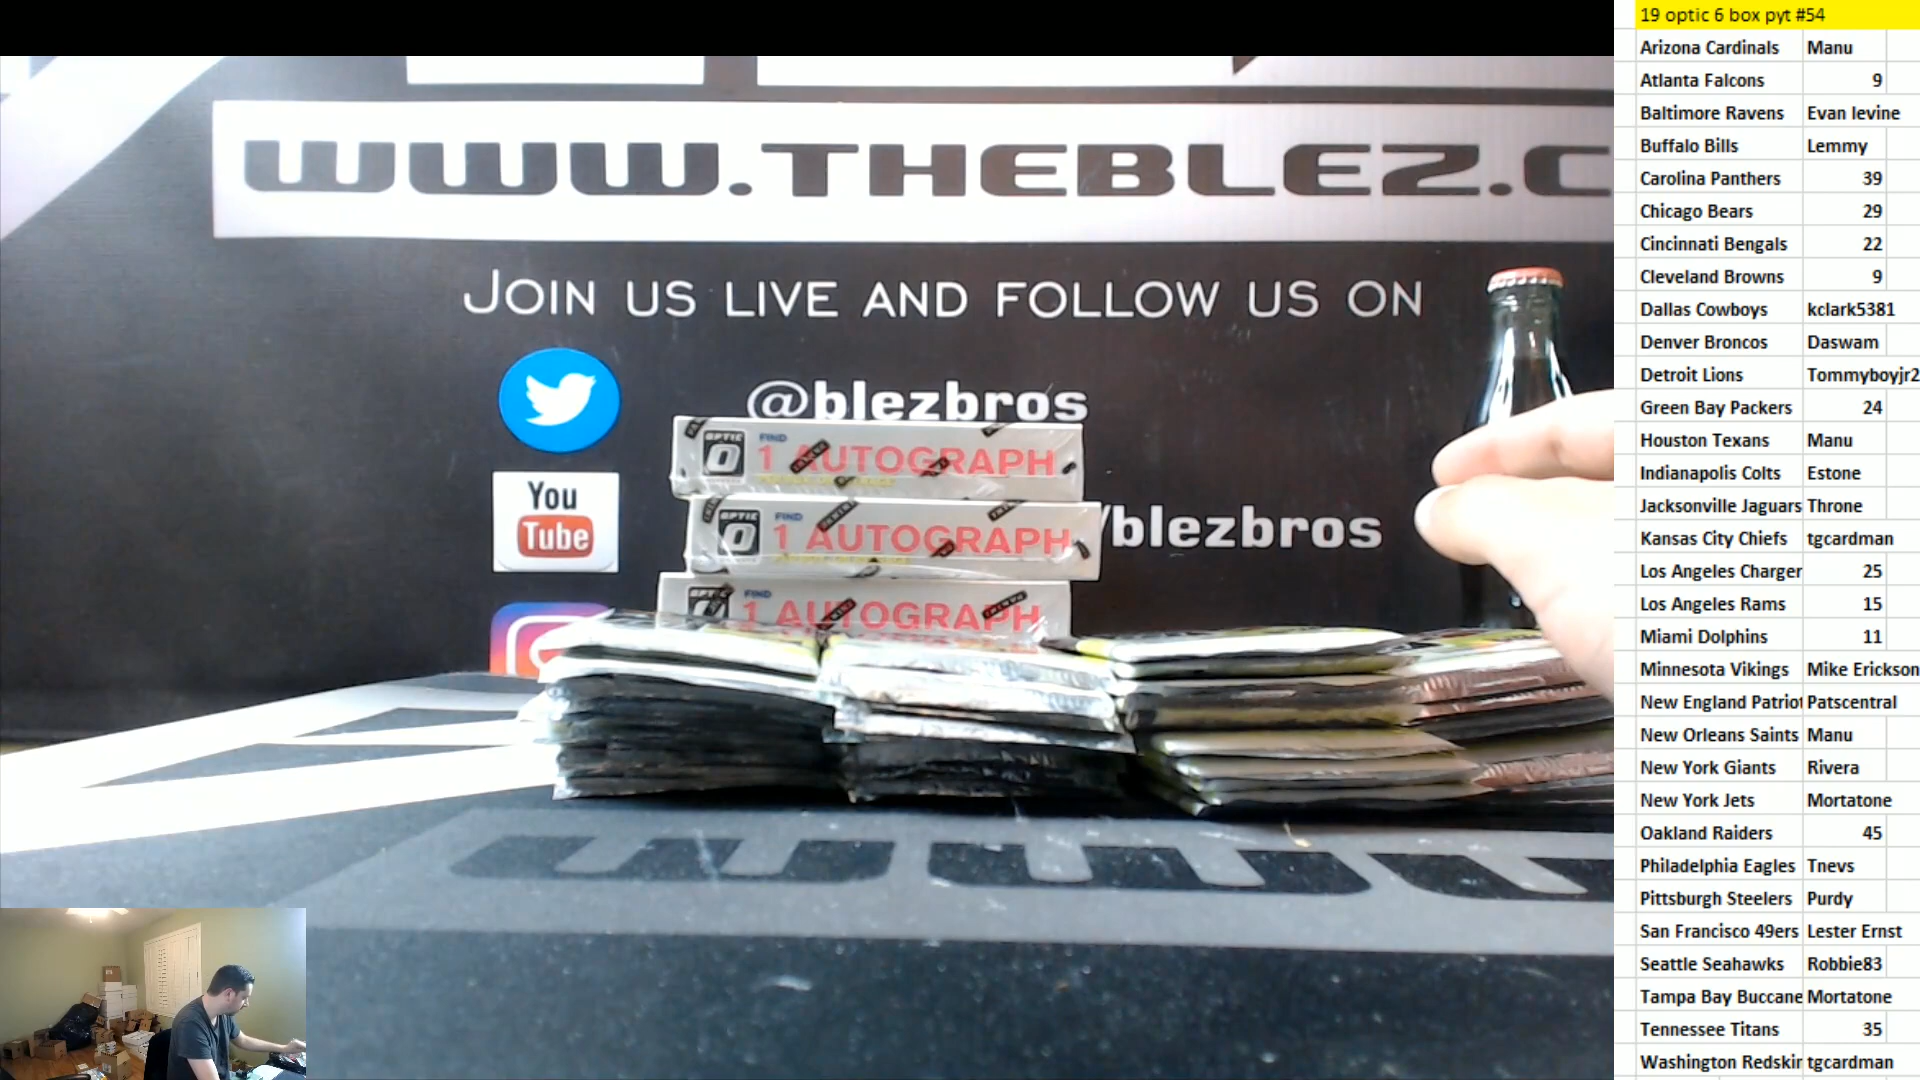 WWW.THEBLEZ.C
JOIN US LIVE AND FOLLOW US ON
@blezbros
You
Tube
/blezbros
OPTIC
FIND
1 AUTOGRAPH
OPTIC
FIND
1 AUTOGRAPH
FIND
1 AUTOGRAPH
19 optic 6 box pyt #54
Arizona Cardinals Manu
Atlanta Falcons 9
Baltimore Ravens Evan levine
Buffalo Bills Lemmy
Carolina Panthers 39
Chicago Bears 29
Cincinnati Bengals 22
Cleveland Browns 9
Dallas Cowboys kclark5381
Denver Broncos Daswam
Detroit Lions Tommyboyjr2
Green Bay Packers 24
Houston Texans Manu
Indianapolis Colts Estone
Jacksonville Jaguars Throne
Kansas City Chiefs tgcardman
Los Angeles Charger 25
Los Angeles Rams 15
Miami Dolphins 11
Minnesota Vikings Mike Erickson
New England Patriot Patscentral
New Orleans Saints Manu
New York Giants Rivera
New York Jets Mortatone
Oakland Raiders 45
Philadelphia Eagles Tnevs
Pittsburgh Steelers Purdy
San Francisco 49ers Lester Ernst
Seattle Seahawks Robbie83
Tampa Bay Buccane Mortatone
Tennessee Titans 35
Washington Redskin tgcardman